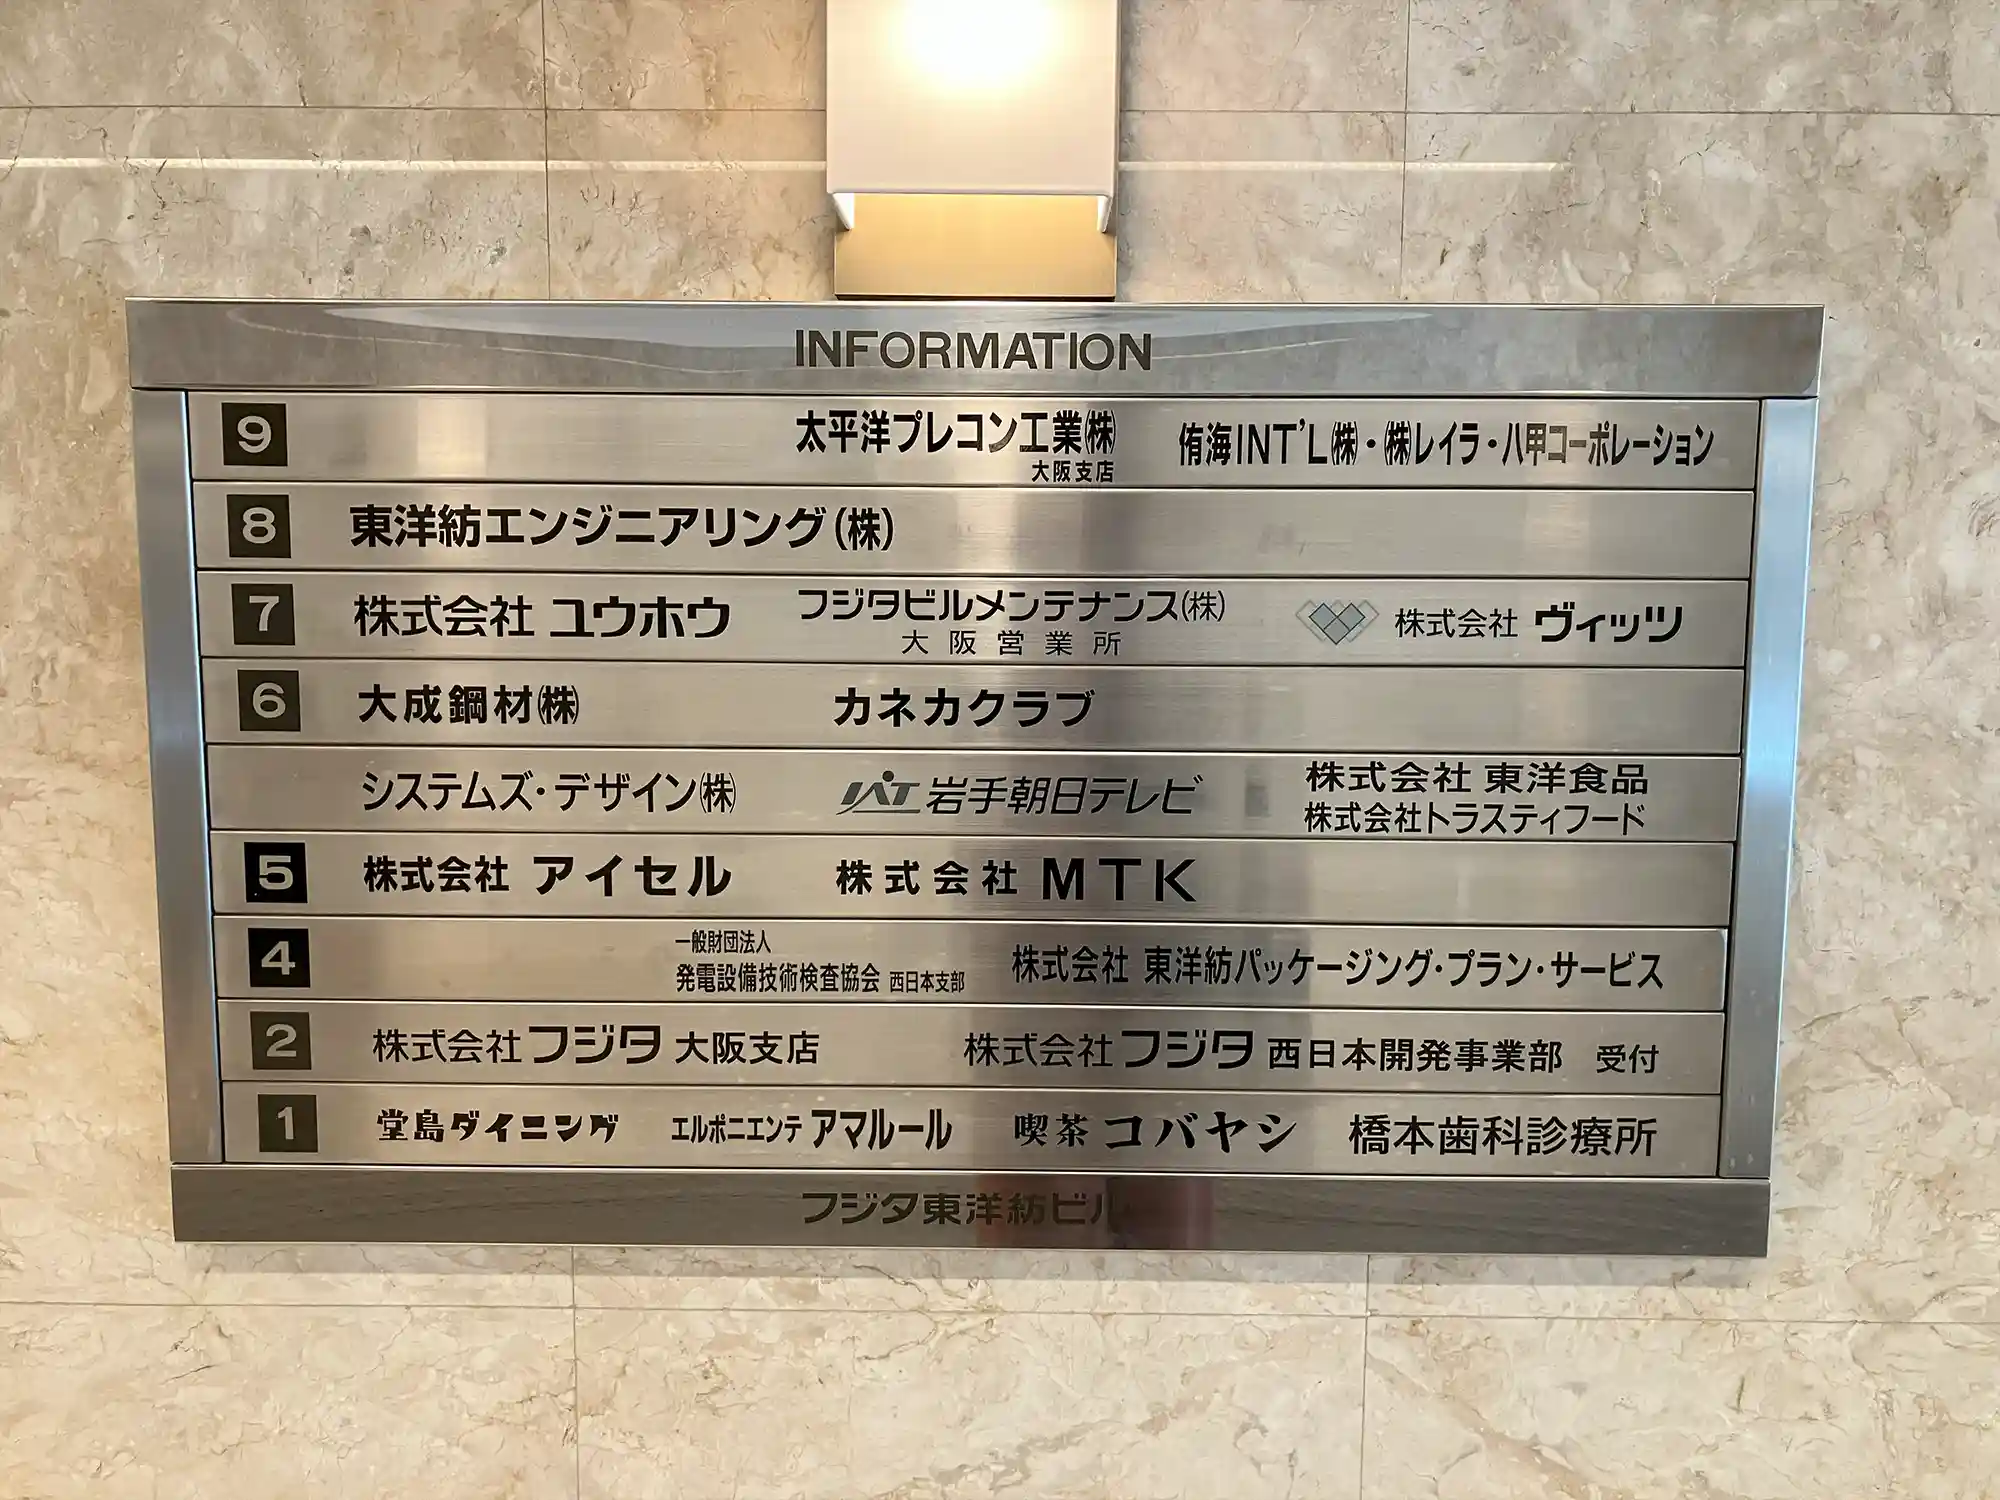 INFORMATION
9 太平洋プレコン工業㈱ 侑海INT'L㈱・㈱レイラ・八甲コーポレーション
大阪支店
8 東洋紡エンジニアリング(株)
7 株式会社 ユウホウ フジタビルメンテナンス㈱ 株式会社 ヴィッツ
大阪営業所
6 大成鋼材㈱ カネカクラブ
システムズ・デザイン㈱ IAT 岩手朝日テレビ 株式会社 東洋食品
株式会社トラスティフード
5 株式会社 アイセル 株式会社 MTK
一般財団法人
4 発電設備技術検査協会 西日本支部 株式会社 東洋紡パッケージング・プラン・サービス
2 株式会社フジタ 大阪支店 株式会社フジタ 西日本開発事業部 受付
1 堂島ダイニング エルポニエンテ アマルール 喫茶 コバヤシ 橋本歯科診療所
フジタ東洋紡ビル